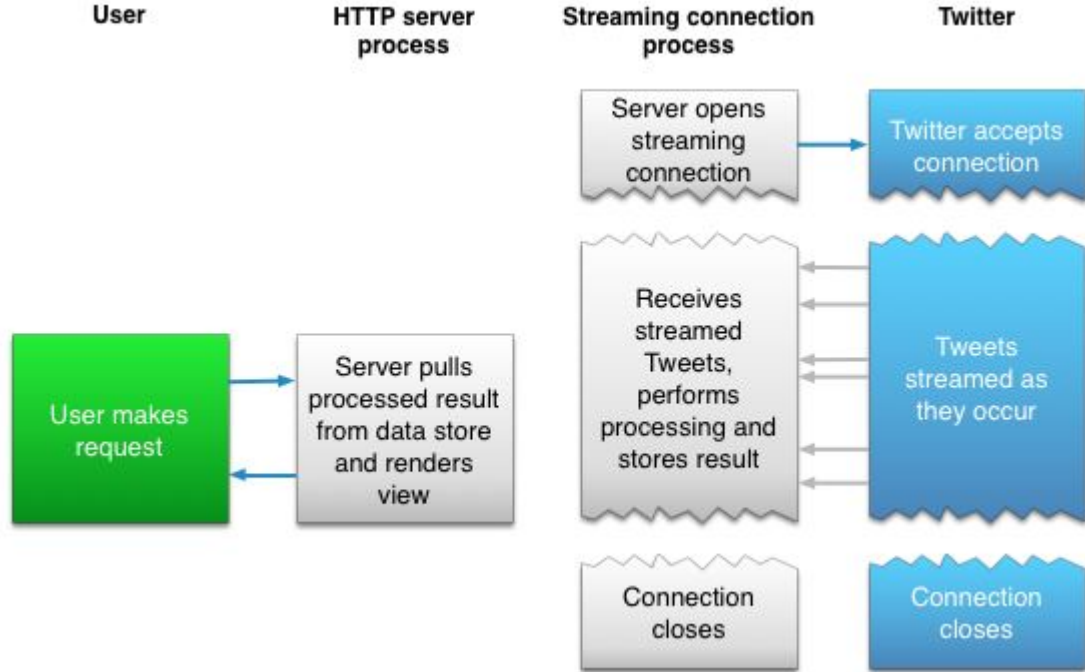 User
HTTP server
process
Streaming connection
process
Twitter
Server opens
streaming
connection
Twitter accepts
connection
User makes
request
Server pulls
processed result
from data store
and renders
view
Receives
streamed
Tweets,
performs
processing and
stores result
Tweets
streamed as
they occur
Connection
closes
Connection
closes